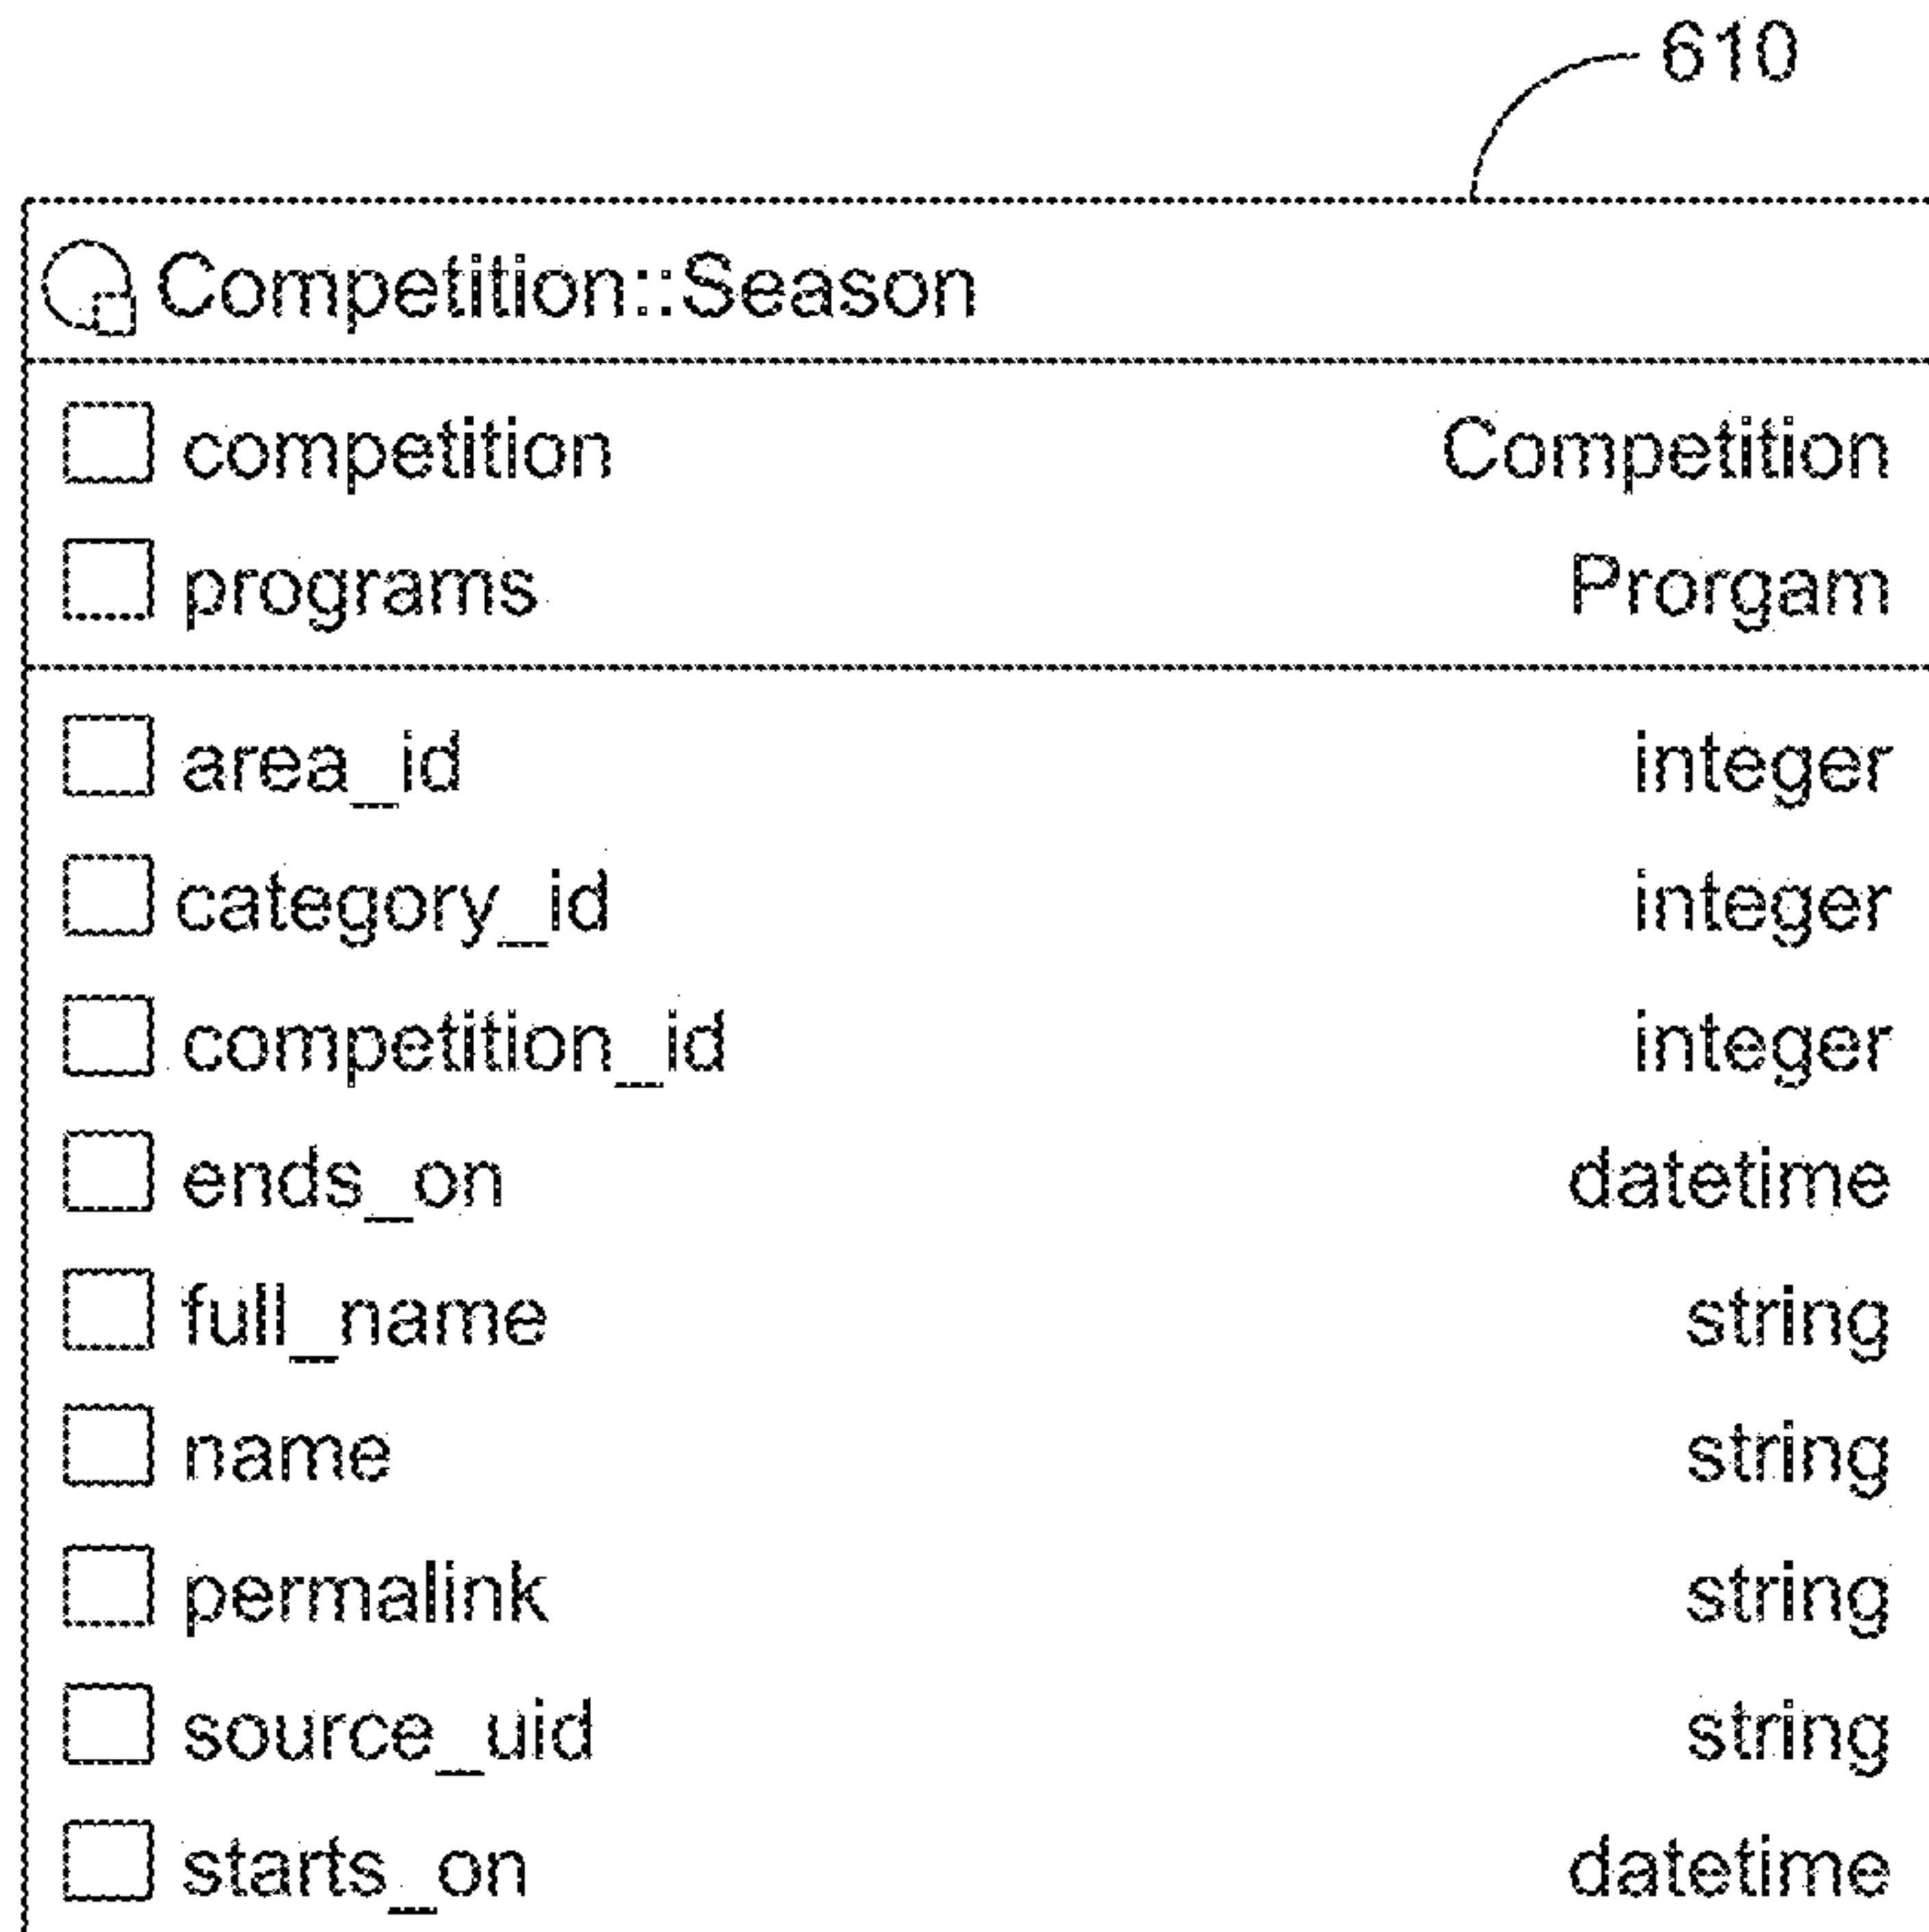 610
Competition::Season
competition Competition
programs Prorgam
area_id integer
category_id integer
competition_id integer
ends_on datetime
full_name string
name string
permalink string
source_uid string
starts_on datetime